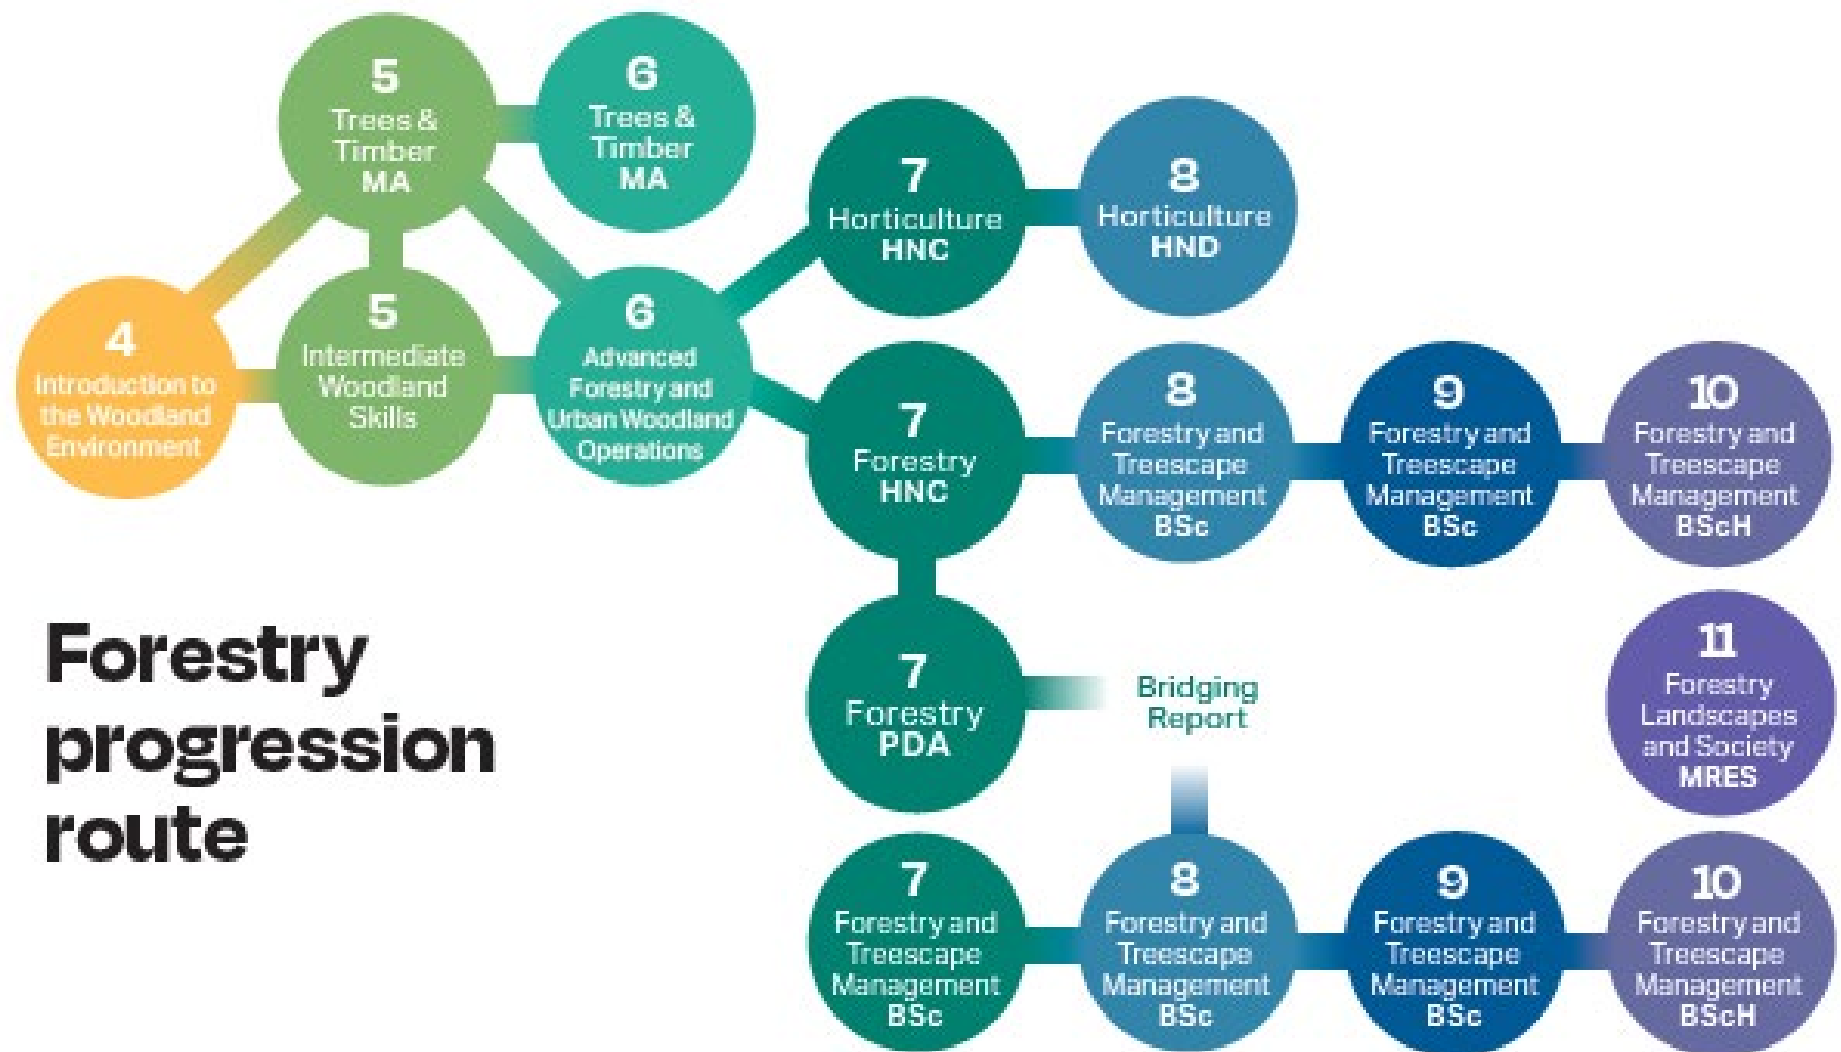 5
Trees &
Timber
MA
6
Trees &
Timber
MA
7
Horticulture
HNC
8
Horticulture
HND
4
Introduction to
the Woodland
Environment
5
Intermediate
Woodland
Skills
6
Advanced
Forestry and
Urban Woodland
Operations
7
Forestry
HNC
8
Forestry and
Treescape
Management
BSc
9
Forestry and
Treescape
Management
BSc
10
Forestry and
Treescape
Management
BScH
Forestry
progression
route
7
Forestry
PDA
Bridging
Report
11
Forestry
Landscapes
and Society
MRES
7
Forestry and
Treescape
Management
BSc
8
Forestry and
Treescape
Management
BSc
9
Forestry and
Treescape
Management
BSc
10
Forestry and
Treescape
Management
BScH